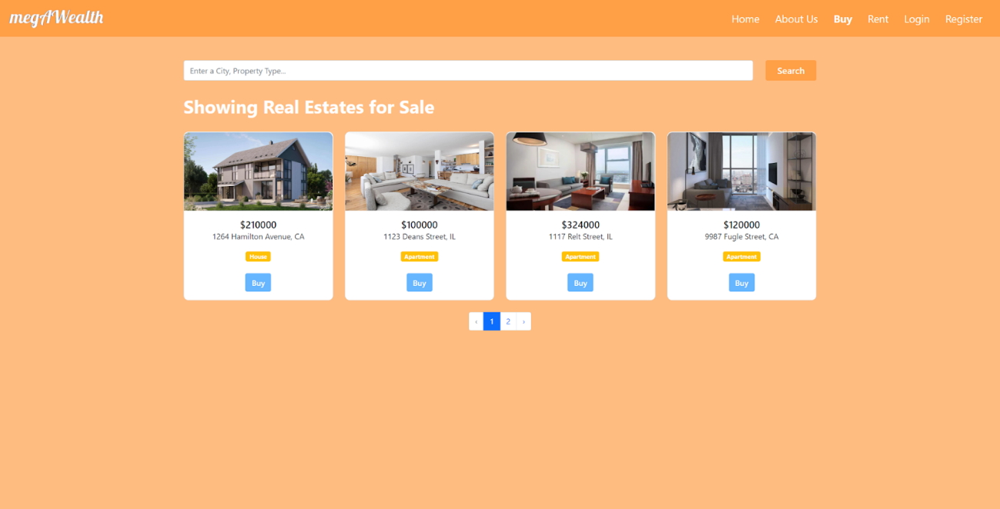 megAWealth
Home About Us Buy Rent Login Register
Enter a City, Property Type...
Search
Showing Real Estates for Sale
$210000
1264 Hamilton Avenue, CA
House
Buy
$100000
1123 Deans Street, IL
Apartment
Buy
$324000
1117 Relt Street, IL
Apartment
Buy
$120000
9987 Fugle Street, CA
Apartment
Buy
‹ 1 2 ›